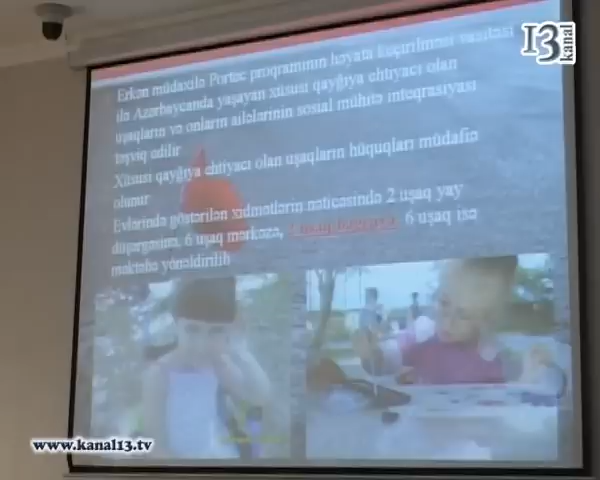 13 kanal
Erkən müdaxilə Portec proqramının həyata keçirilməsi vasitəsi
ilə Azərbaycanda yaşayan xüsusi qayğıya ehtiyacı olan
uşaqların və onların ailələrinin sosial mühitə inteqrasiyası
təşviq edilir
Xüsusi qayğıya ehtiyacı olan uşaqların hüquqları müdafiə
olunur
Evlərində göstərilən xidmətlərin nəticəsində 2 uşaq yay
düşərgəsinə, 6 uşaq mərkəzə, 6 uşaq isə
məktəbə yönəldirilib
www.kanal13.tv